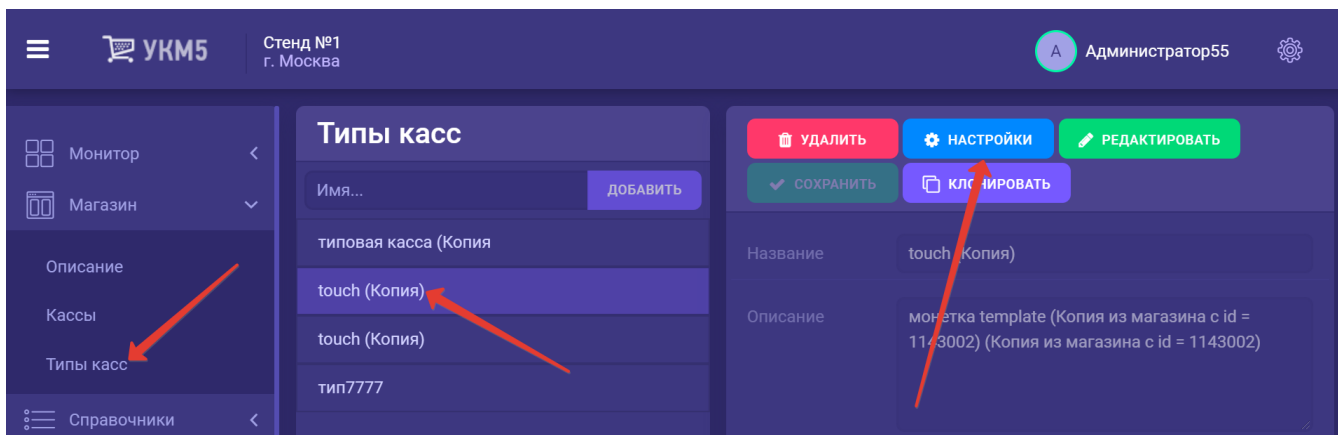 УКМ5
Стенд №1
г. Москва
А
Администратор55
Монитор
Магазин
Описание
Кассы
Типы касс
Справочники
Типы касс
Имя...
ДОБАВИТЬ
типовая касса (Копия
touch (Копия)
touch (Копия)
тип7777
УДАЛИТЬ
НАСТРОЙКИ
РЕДАКТИРОВАТЬ
СОХРАНИТЬ
КЛОНИРОВАТЬ
Название
touch (Копия)
Описание
монетка template (Копия из магазина с id =
1143002) (Копия из магазина с id = 1143002)